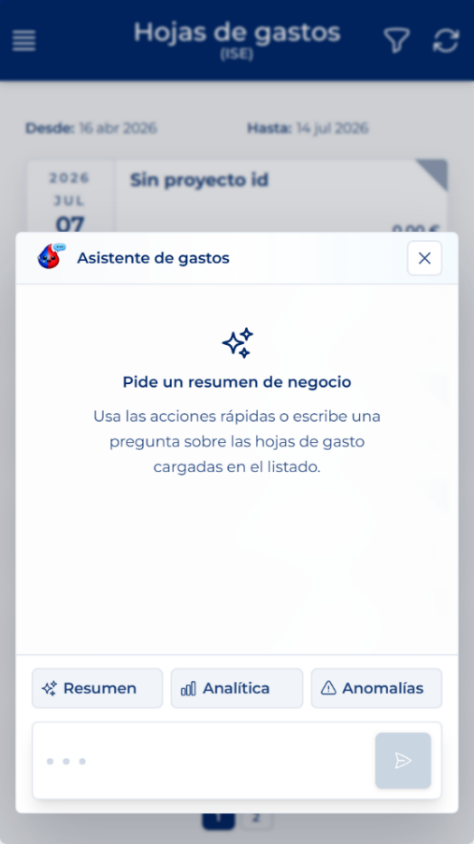 Hojas de gastos
(ISE)
Desde: 16 abr 2026 Hasta: 14 jul 2026
2026
JUL
07
Sin proyecto id
0,00 €
Asistente de gastos
Pide un resumen de negocio
Usa las acciones rápidas o escribe una
pregunta sobre las hojas de gasto
cargadas en el listado.
Resumen Analítica Anomalías
1 2